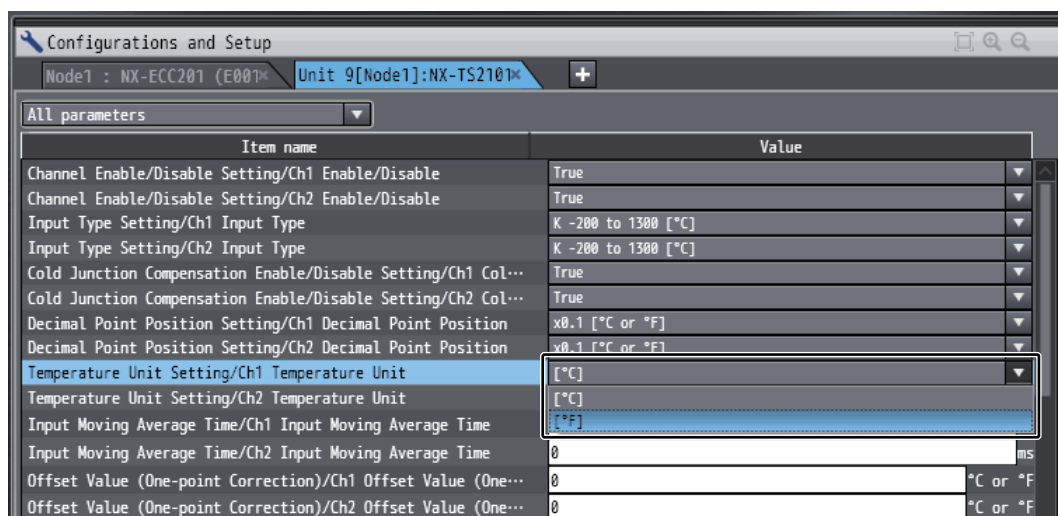 Configurations and Setup
Node1 : NX-ECC201 (E001× Unit 9[Node1]:NX-TS2101×
All parameters
Item name Value
Channel Enable/Disable Setting/Ch1 Enable/Disable True
Channel Enable/Disable Setting/Ch2 Enable/Disable True
Input Type Setting/Ch1 Input Type K -200 to 1300 [°C]
Input Type Setting/Ch2 Input Type K -200 to 1300 [°C]
Cold Junction Compensation Enable/Disable Setting/Ch1 Col… True
Cold Junction Compensation Enable/Disable Setting/Ch2 Col… True
Decimal Point Position Setting/Ch1 Decimal Point Position x0.1 [°C or °F]
Decimal Point Position Setting/Ch2 Decimal Point Position x0.1 [°C or °F]
Temperature Unit Setting/Ch1 Temperature Unit [°C]
Temperature Unit Setting/Ch2 Temperature Unit [°C]
Input Moving Average Time/Ch1 Input Moving Average Time [°F]
Input Moving Average Time/Ch2 Input Moving Average Time 0 ms
Offset Value (One-point Correction)/Ch1 Offset Value (One… 0 °C or °F
Offset Value (One-point Correction)/Ch2 Offset Value (One… 0 °C or °F